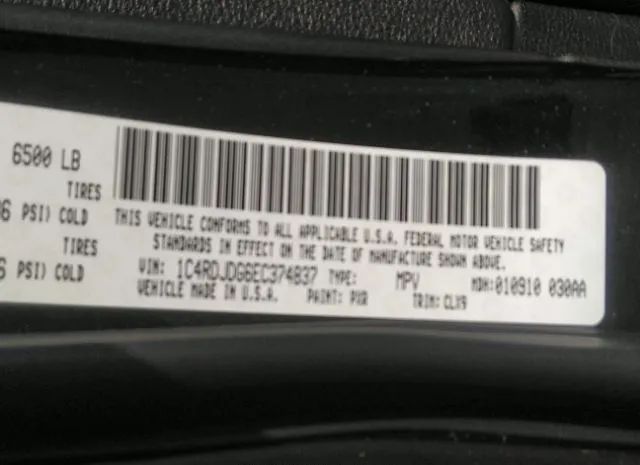 6500 LB
TIRES
PSI) COLD
TIRES
PSI) COLD
THIS VEHICLE CONFORMS TO ALL APPLICABLE U.S.A. FEDERAL MOTOR VEHICLE SAFETY
STANDARDS IN EFFECT ON THE DATE OF MANUFACTURE SHOWN ABOVE.
VIN: 1C4RDJDG6EC374837 TYPE: MPV MDH:010910 030AA
VEHICLE MADE IN U.S.A. PAINT: PXR TRIM: CLX9